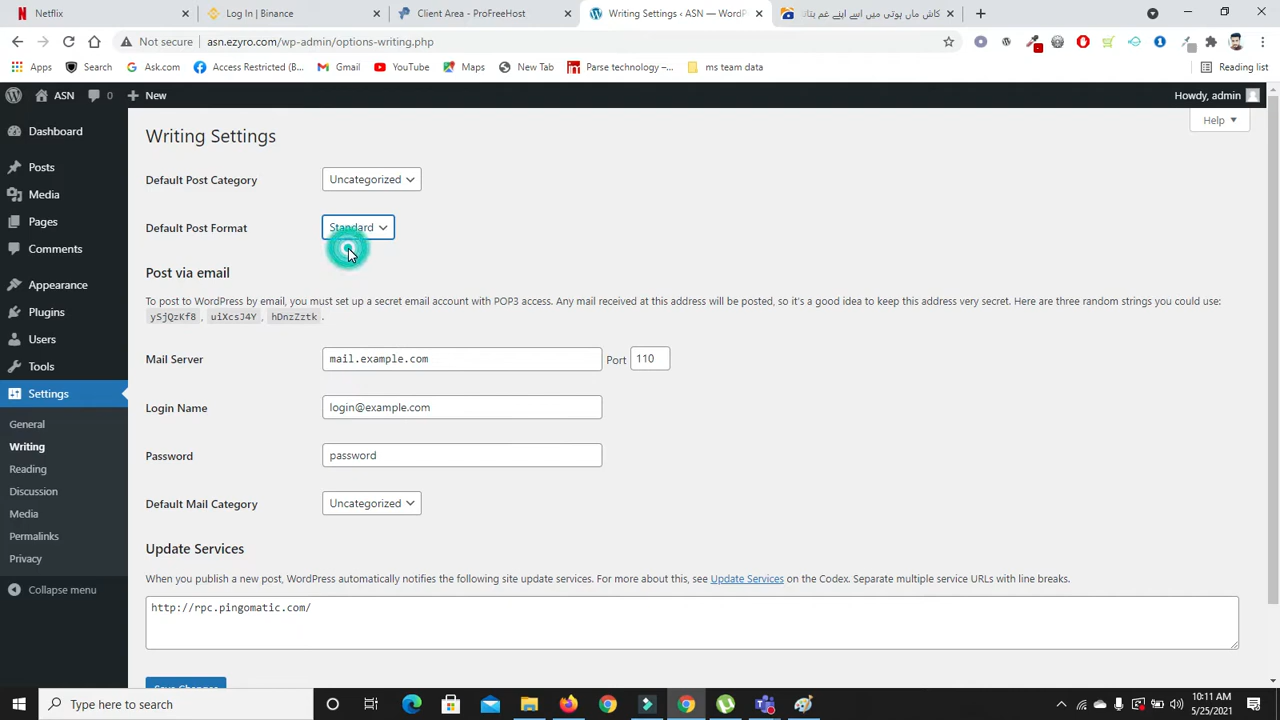 Netflix
Log In | Binance
Client Area - ProFreeHost
Writing Settings ‹ ASN — WordP
کاش ماں ہوتی میں اسے اپنے غم بتاتا
Not secure
asn.ezyro.com/wp-admin/options-writing.php
Apps
Search
Ask.com
Access Restricted (B...
Gmail
YouTube
Maps
New Tab
Parse technology –...
ms team data
Reading list
ASN
0
New
Howdy, admin
Help
Dashboard
Posts
Media
Pages
Comments
Appearance
Plugins
Users
Tools
Settings
General
Writing
Reading
Discussion
Media
Permalinks
Privacy
Collapse menu
Writing Settings
Default Post Category
Uncategorized
Default Post Format
Standard
Post via email
To post to WordPress by email, you must set up a secret email account with POP3 access. Any mail received at this address will be posted, so it's a good idea to keep this address very secret. Here are three random strings you could use:
ySjQzKf8 , uiXcsJ4Y , hDnzZztk .
Mail Server
mail.example.com
Port
110
Login Name
login@example.com
Password
password
Default Mail Category
Uncategorized
Update Services
When you publish a new post, WordPress automatically notifies the following site update services. For more about this, see Update Services on the Codex. Separate multiple service URLs with line breaks.
http://rpc.pingomatic.com/
Save Changes
Type here to search
10:11 AM
5/25/2021